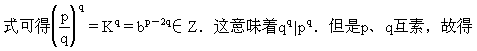 式可得(p/q)^q = K^q = b^{p-2q} ∈ Z．这意味着q^q|p^q．但是p、q互素，故得